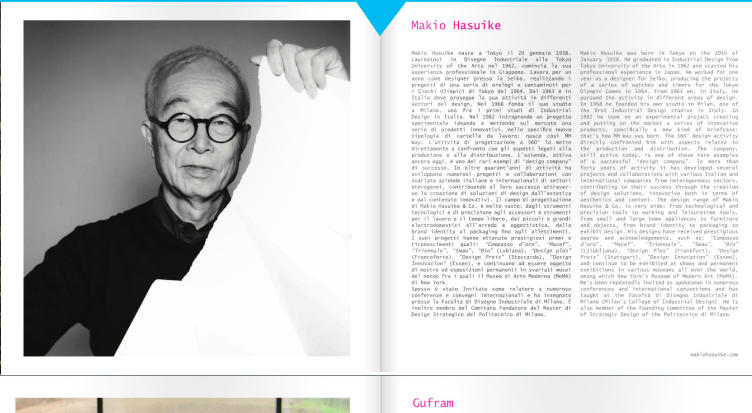 Makio Hasuike
Makio Hasuike nasce a Tokyo il 20 gennaio 1938.
Laureatosi in Disegno Industriale alla Tokyo
University of the Arts nel 1962, comincia la sua
esperienza professionale in Giappone. Lavora per un
anno come designer presso la Seiko, realizzando i
progetti di una serie di orologi e contaminuti per
i Giochi Olimpici di Tokyo del 1964. Dal 1963 è in
Italia dove prosegue la sua attività in differenti
settori del design. Nel 1968 fonda il suo studio
a Milano, uno fra i primi studi di Industrial
Design in Italia. Nel 1982 intraprende un progetto
sperimentale ideando e mettendo sul mercato una
serie di prodotti innovativi, nello specifico nuove
tipologie di cartelle da lavoro: nasce così MH
Way. L'attività di progettazione a 360° lo mette
direttamente a confronto con gli aspetti legati alla
produzione e alla distribuzione. L'azienda, attiva
ancora oggi, è uno dei rari esempi di "design company"
di successo. In oltre quarant'anni di attività ha
sviluppato numerosi progetti e collaborazioni con
svariate aziende italiane e internazionali di settori
eterogenei, contribuendo al loro successo attraver-
so la creazione di soluzioni di design dall'estetica
e dal contenuto innovativi. Il campo di progettazione
di Makio Hasuike & Co. è molto vasto: dagli strumenti
tecnologici e di precisione agli accessori e strumenti
per il lavoro e il tempo libero, dai piccoli e grandi
elettrodomestici all'arredo e oggettistica, dalla
brand identity al packaging fino agli allestimenti.
I suoi progetti hanno ottenuto prestigiosi premi e
riconoscimenti quali: "Compasso d'oro", "Macef",
"Triennale", "Smau", "Bio" (Lubiana), "Design plus"
(Francoforte), "Design Preis" (Stoccarda), "Design
Innovation" (Essen), e continuano ad essere oggetto
di mostre ed esposizioni permanenti in svariati musei
del mondo fra i quali il Museo di Arte Moderna (MoMA)
di New York.
Spesso è stato invitato come relatore a numerose
conferenze e convegni internazionali e ha insegnato
presso la Facoltà di Disegno Industriale di Milano. È
inoltre membro del Comitato Fondatore del Master di
Design Strategico del Politecnico di Milano.
Makio Hasuike was born in Tokyo on the 20th of
January 1938. He graduated in Industrial Design from
Tokyo University of the Arts in 1962 and started his
professional experience in Japan. He worked for one
year as a designer for Seiko, producing the projects
of a series of watches and timers for the Tokyo
Olympic Games in 1964. From 1963 on, in Italy, he
pursued the activity in different areas of design.
In 1968 he founded his own studio in Milan, one of
the first Industrial Design studios in Italy. In
1982 he took on an experimental project creating
and putting on the market a series of innovative
products, specifically a new kind of briefcase:
that's how MH Way was born. The 360° design activity
directly confronted him with aspects related to
the production and distribution. The company,
still active today, is one of those rare examples
of a successful "design company". In more than
forty years of activity it has developed several
projects and collaborations with various Italian and
international companies from heterogeneous sectors,
contributing to their success through the creation
of design solutions, innovative both in terms of
aesthetics and content. The design range of Makio
Hasuike & Co. is very wide: from technological and
precision tools to working and leisuretime tools,
from small and large home appliances to furniture
and objects, from brand identity to packaging to
exhibit design. His designs have received prestigious
awards and acknowledgements, such as: "Compasso
d'oro", "Macef", "Triennale", "Smau", "Bio"
(Ljubljana), "Design Plus" (Frankfurt), "Design
Preis" (Stuttgart), "Design Innovation" (Essen),
and continue to be exhibited at shows and permanent
exhibitions in various museums all over the world,
among which New York's Museum of Modern Art (MoMA).
He's been repeatedly invited as spokesman in numerous
conferences and international conventions and has
taught at the Facoltà di Disegno Industriale di
Milano (Milan's College of Industrial Design). He is
also member of the Founding Committee of the Master
of Strategic Design of the Politecnico di Milano.
makiohasuike.com
Gufram